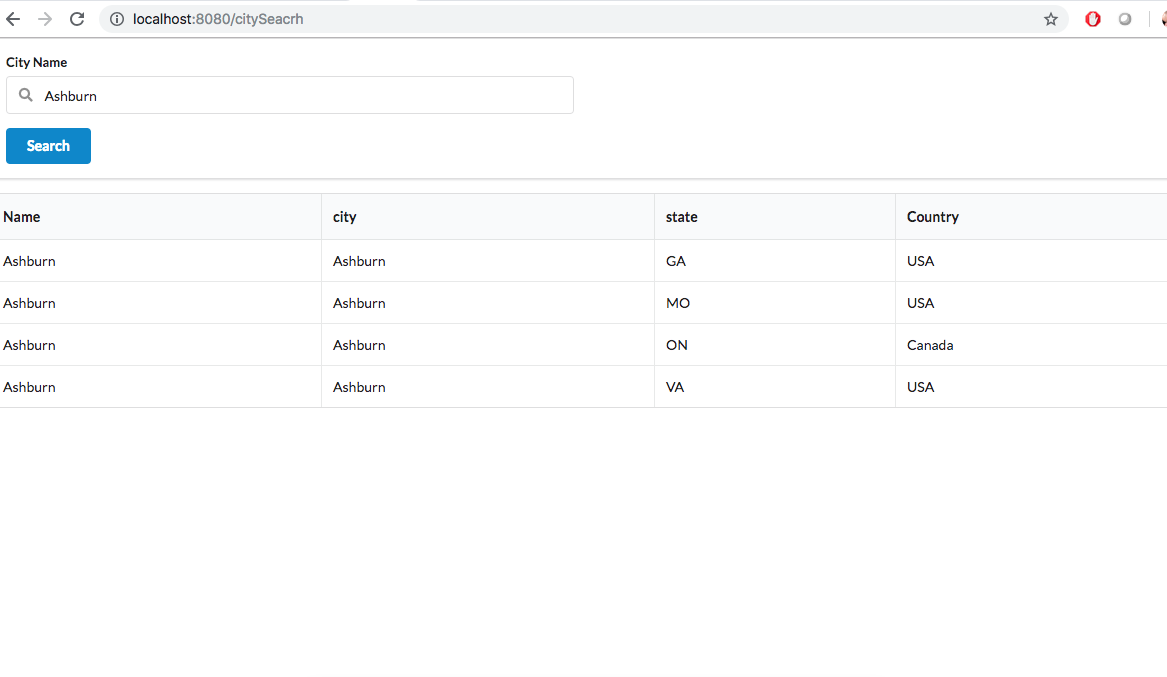 localhost:8080/citySeacrh
City Name
Ashburn
Search
Name city state Country
Ashburn Ashburn GA USA
Ashburn Ashburn MO USA
Ashburn Ashburn ON Canada
Ashburn Ashburn VA USA